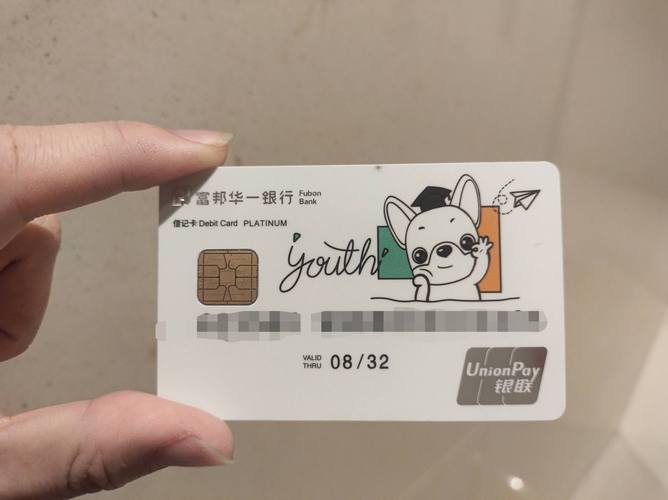 富邦华一银行 Fubon Bank
借记卡 Debit Card PLATINUM
youth
VALID THRU 08/32
UnionPay
银联